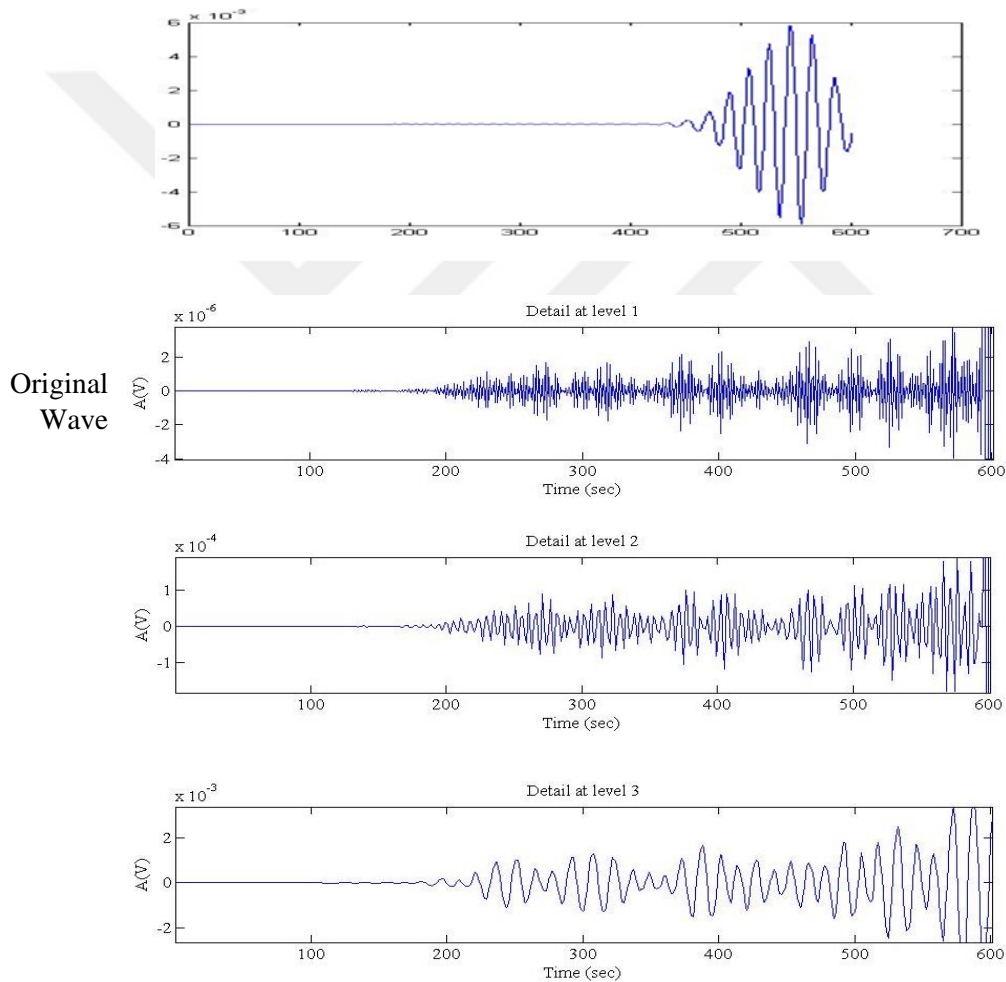 x 10⁻³
6
4
2
0
-2
-4
-6
0 100 200 300 400 500 600 700
x 10⁻⁶
Detail at level 1
Original
Wave
A(V)
2
0
-2
-4
100 200 300 400 500 600
Time (sec)
x 10⁻⁴
Detail at level 2
A(V)
1
0
-1
100 200 300 400 500 600
Time (sec)
x 10⁻³
Detail at level 3
A(V)
2
0
-2
100 200 300 400 500 600
Time (sec)